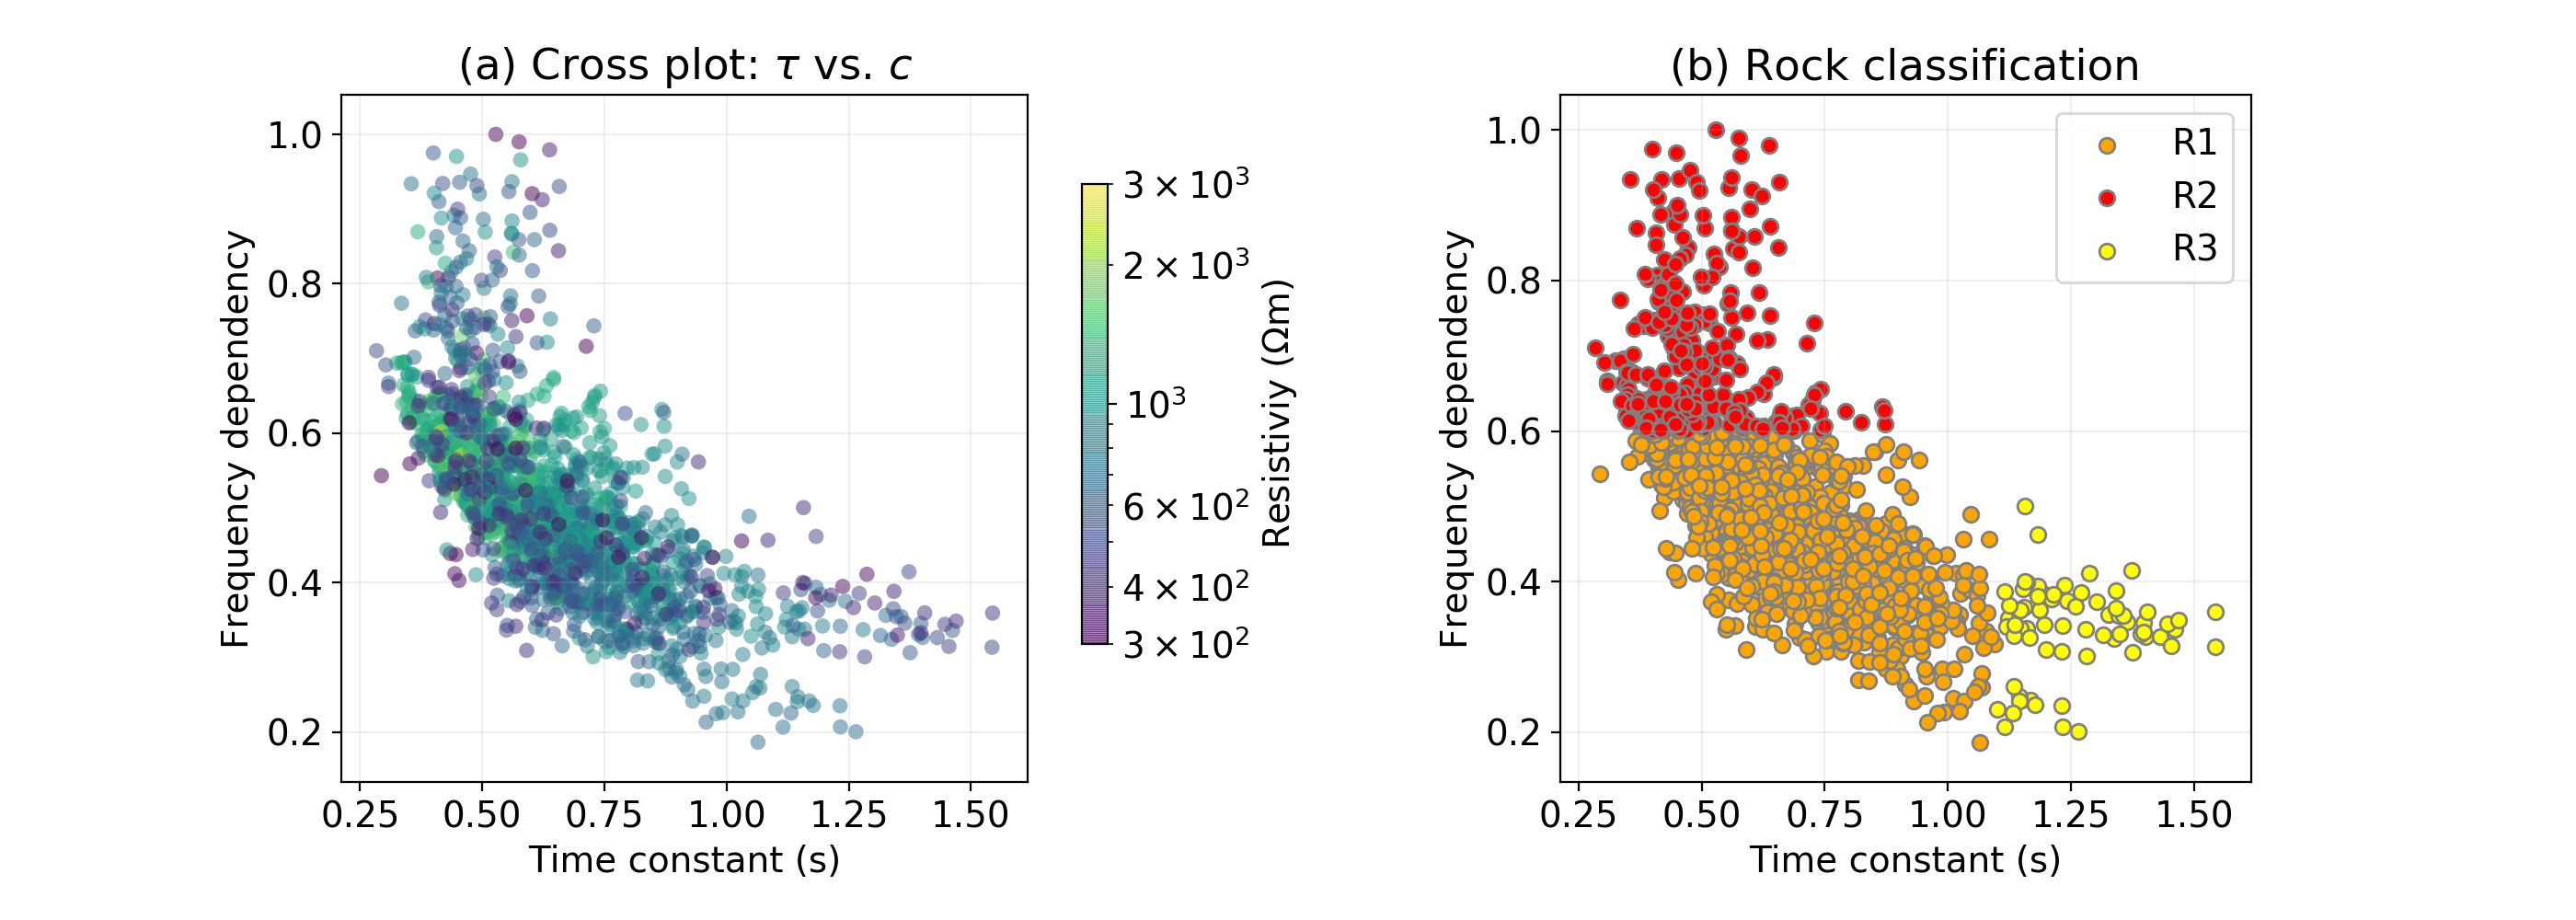 (a) Cross plot: τ vs. c
1.0
0.8
0.6
0.4
0.2
Frequency dependency
0.25 0.50 0.75 1.00 1.25 1.50
Time constant (s)
3 × 10³
2 × 10³
10³
6 × 10²
4 × 10²
3 × 10²
Resistiviy (Ωm)
(b) Rock classification
R1
R2
R3
1.0
0.8
0.6
0.4
0.2
Frequency dependency
0.25 0.50 0.75 1.00 1.25 1.50
Time constant (s)